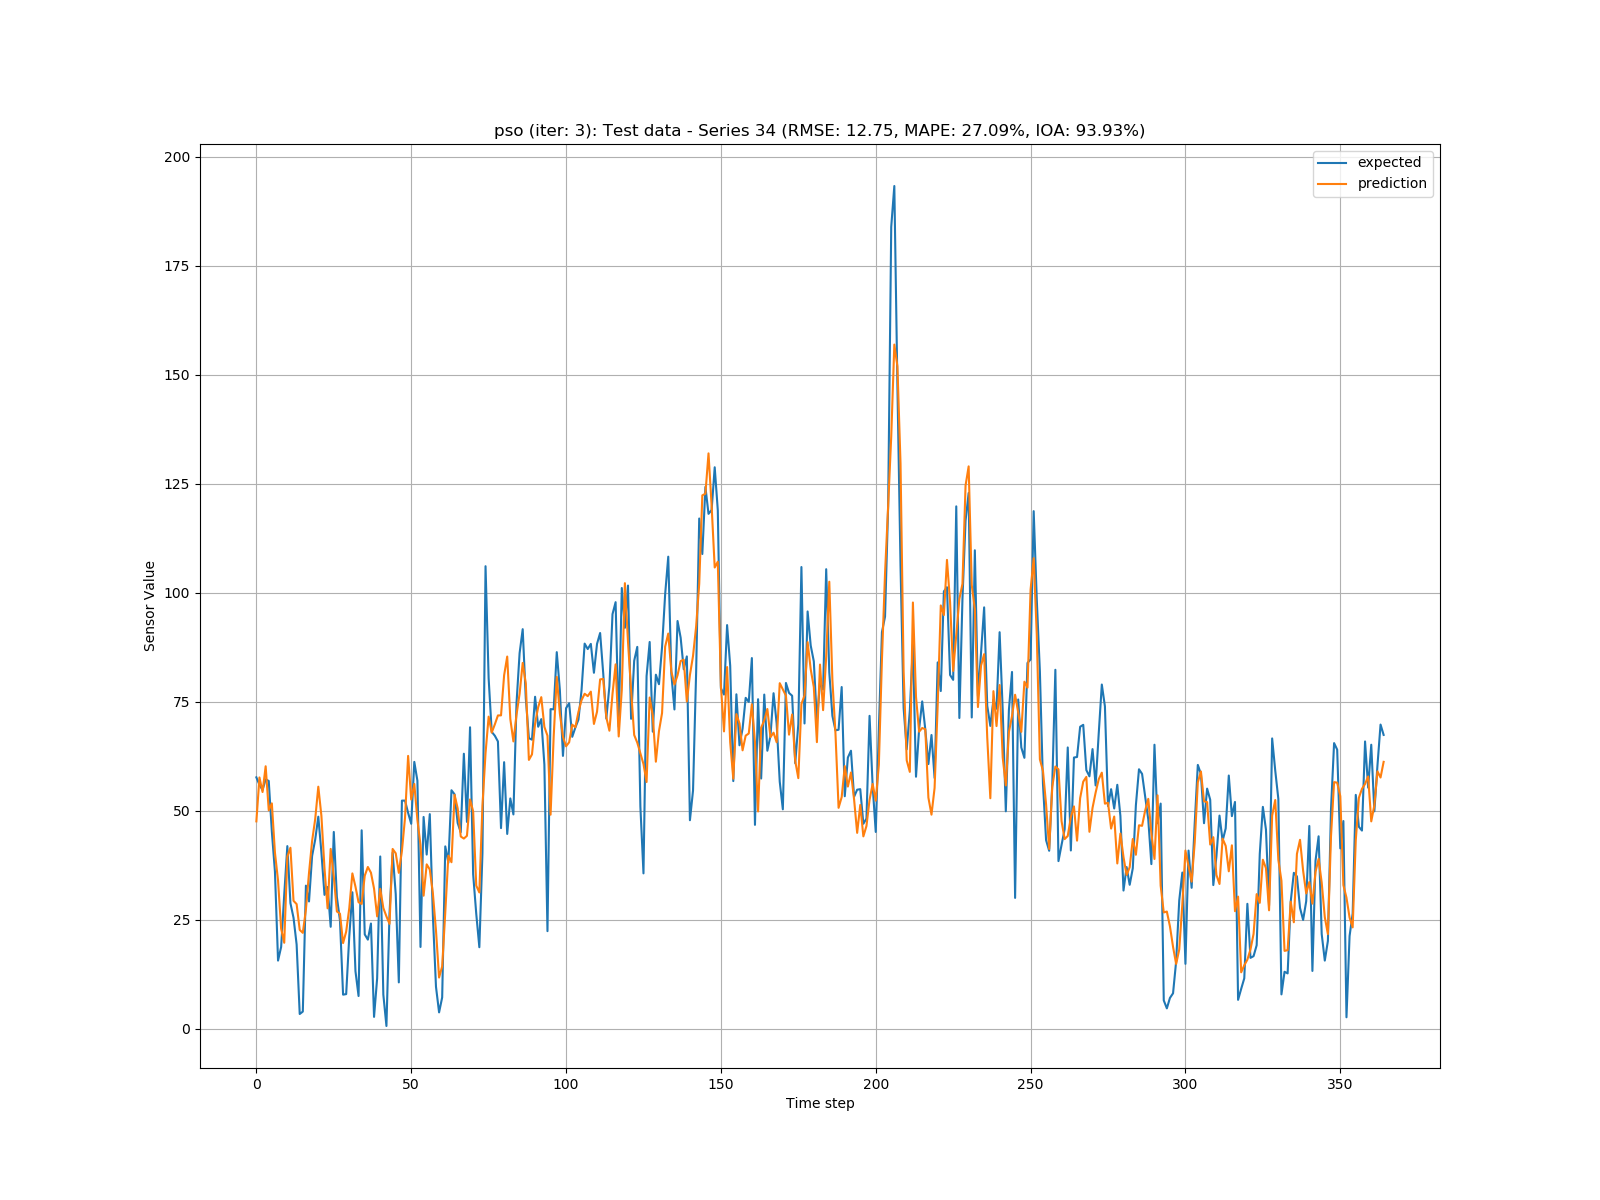 pso (iter: 3): Test data - Series 34 (RMSE: 12.75, MAPE: 27.09%, IOA: 93.93%)
expected
prediction
200
175
150
125
100
75
50
25
0
Sensor Value
0 50 100 150 200 250 300 350
Time step